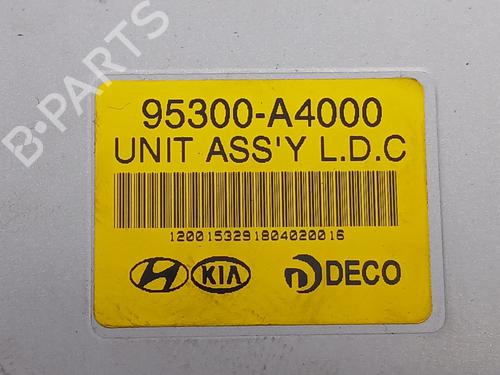 B-PARTS
95300-A4000
UNIT ASS'Y L.D.C
1200153291804020016
KIA
DECO